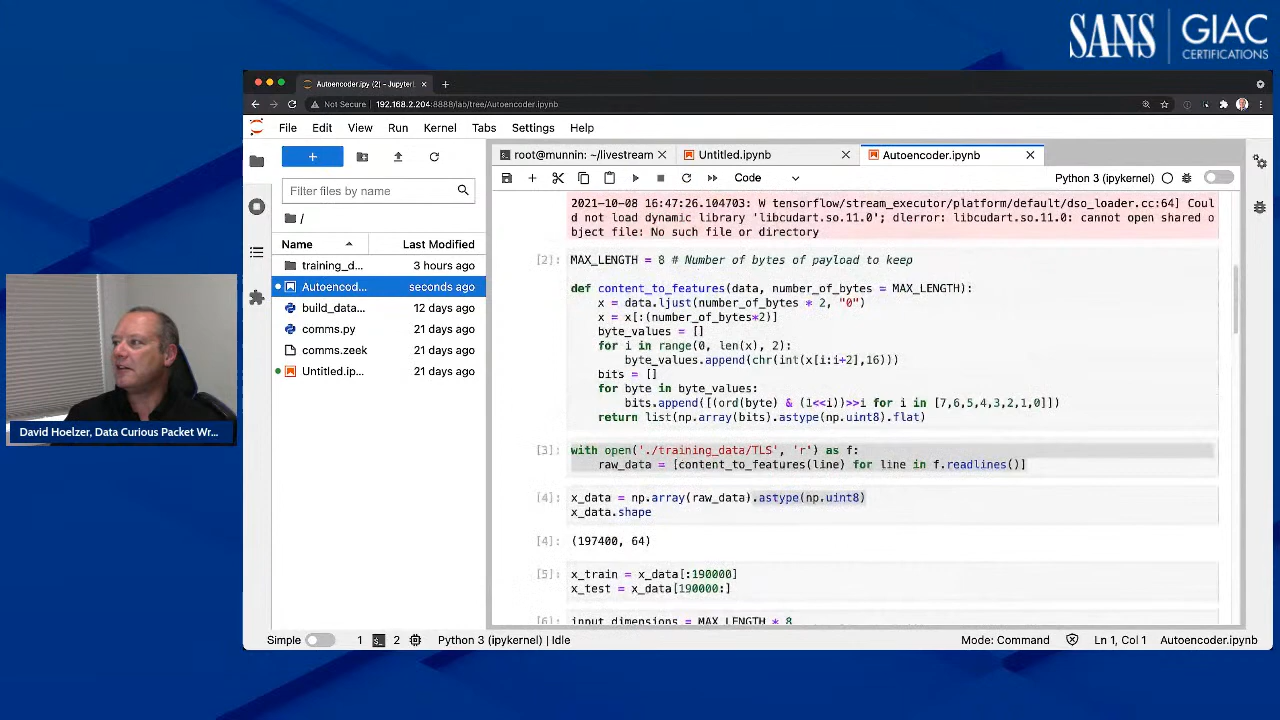 SANS
GIAC
CERTIFICATIONS
Autoencoder.ipy (2) - JupyterL
Not Secure
192.168.2.204:8888/lab/tree/Autoencoder.ipynb
File Edit View Run Kernel Tabs Settings Help
root@munnin: ~/livestream
Untitled.ipynb
Autoencoder.ipynb
Code
Python 3 (ipykernel)
Filter files by name
/
Name
Last Modified
training_d... 3 hours ago
Autoencod... seconds ago
build_data... 12 days ago
comms.py 21 days ago
comms.zeek 21 days ago
Untitled.ip... 21 days ago
2021-10-08 16:47:26.104703: W tensorflow/stream_executor/platform/default/dso_loader.cc:64] Coul
d not load dynamic library 'libcudart.so.11.0'; dlerror: libcudart.so.11.0: cannot open shared o
bject file: No such file or directory
[2]: MAX_LENGTH = 8 # Number of bytes of payload to keep
def content_to_features(data, number_of_bytes = MAX_LENGTH):
x = data.ljust(number_of_bytes * 2, "0")
x = x[:(number_of_bytes*2)]
byte_values = []
for i in range(0, len(x), 2):
byte_values.append(chr(int(x[i:i+2],16)))
bits = []
for byte in byte_values:
bits.append([(ord(byte) & (1<<i))>>i for i in [7,6,5,4,3,2,1,0]])
return list(np.array(bits).astype(np.uint8).flat)
[3]: with open('./training_data/TLS', 'r') as f:
raw_data = [content_to_features(line) for line in f.readlines()]
[4]: x_data = np.array(raw_data).astype(np.uint8)
x_data.shape
[4]: (197400, 64)
[5]: x_train = x_data[:190000]
x_test = x_data[190000:]
[6]: input_dimensions = MAX_LENGTH * 8
David Hoelzer, Data Curious Packet Wr...
Simple 1 2 Python 3 (ipykernel) | Idle
Mode: Command Ln 1, Col 1 Autoencoder.ipynb